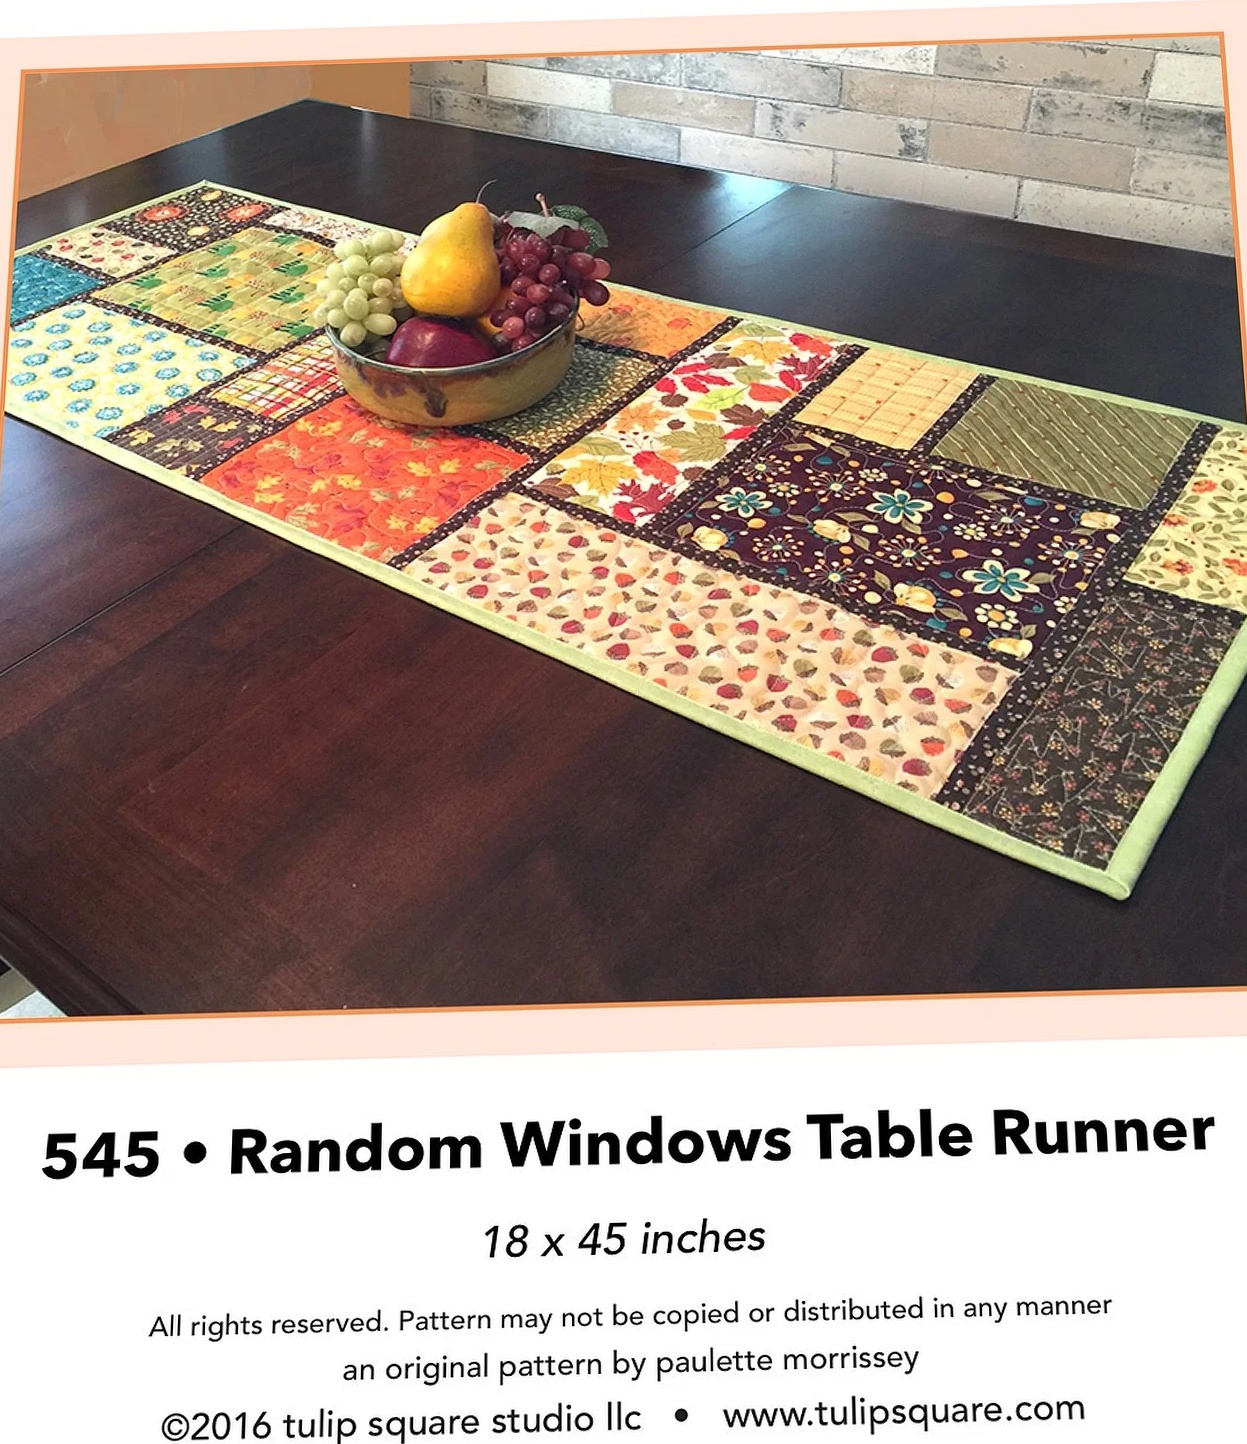 545 • Random Windows Table Runner
18 x 45 inches
All rights reserved. Pattern may not be copied or distributed in any manner
an original pattern by paulette morrissey
©2016 tulip square studio llc • www.tulipsquare.com